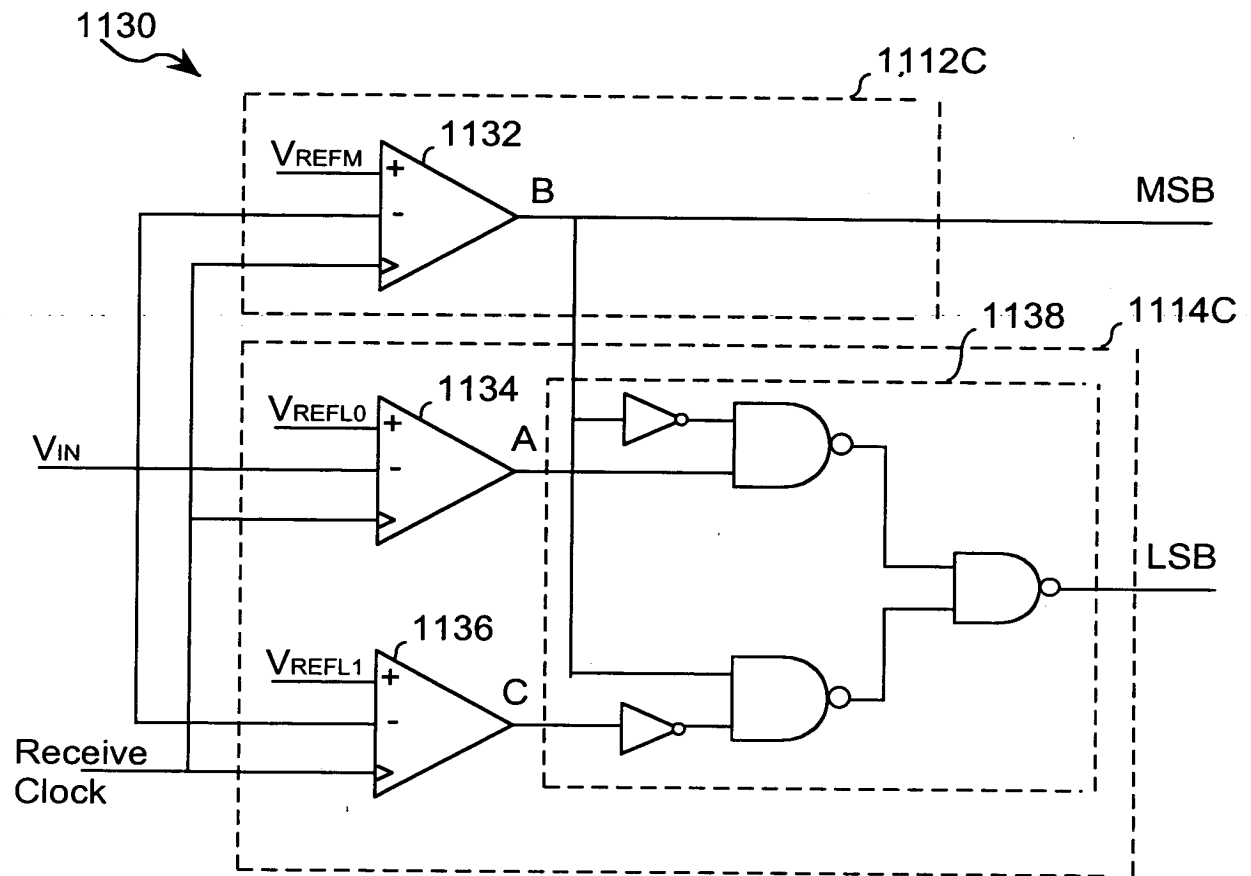 1130
1112C
1132
VREFM
+
-
B
MSB
1138
1114C
1134
VREFL0
+
-
A
VIN
LSB
1136
VREFL1
+
-
C
Receive
Clock